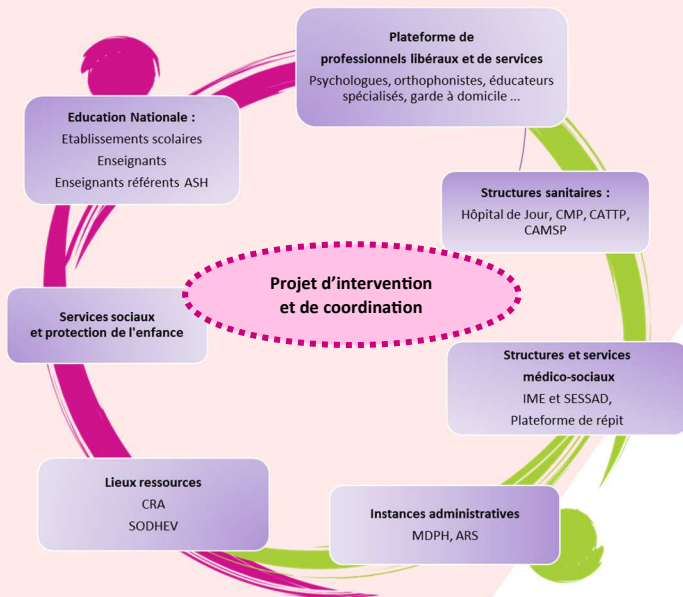 Plateforme de
professionnels libéraux et de services
Psychologues, orthophonistes, éducateurs
spécialisés, garde à domicile ...
Education Nationale :
Etablissements scolaires
Enseignants
Enseignants référents ASH
Structures sanitaires :
Hôpital de Jour, CMP, CATTP,
CAMSP
Projet d'intervention
et de coordination
Services sociaux
et protection de l'enfance
Structures et services
médico-sociaux
IME et SESSAD,
Plateforme de répit
Lieux ressources
CRA
SODHEV
Instances administratives
MDPH, ARS